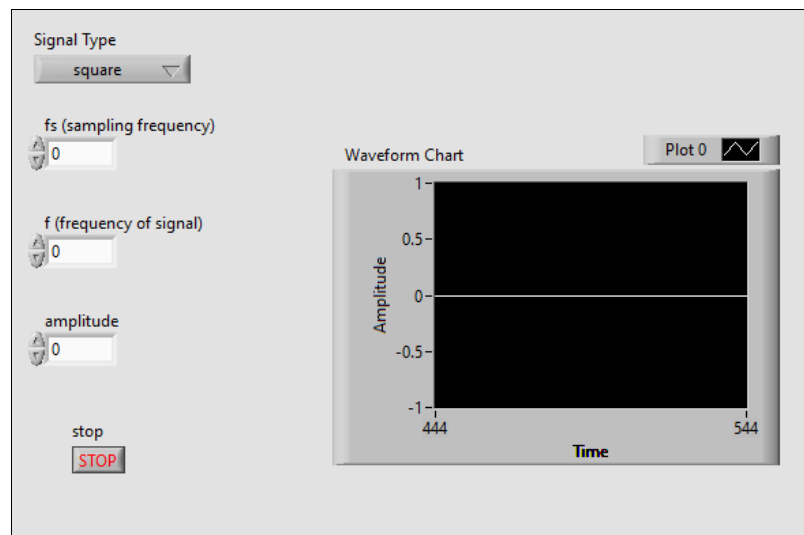 Signal Type
square
fs (sampling frequency)
0
f (frequency of signal)
0
amplitude
0
stop
STOP
Waveform Chart
Plot 0
Amplitude
1
0.5
0
-0.5
-1
444
544
Time